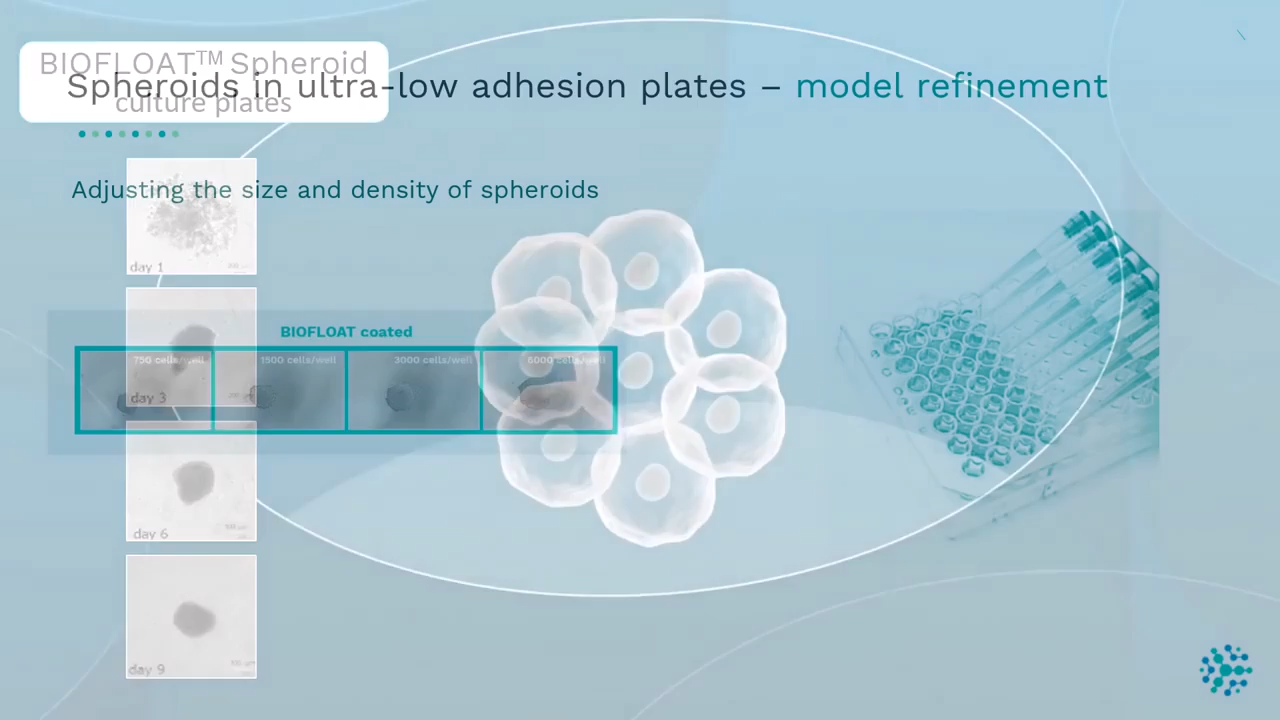 BIOFLOAT™ Spheroid
culture plates
Spheroids in ultra-low adhesion plates – model refinement
Adjusting the size and density of spheroids
day 1
BIOFLOAT coated
750 cells/well
1500 cells/well
3000 cells/well
6000 cells/well
day 3
day 6
day 9